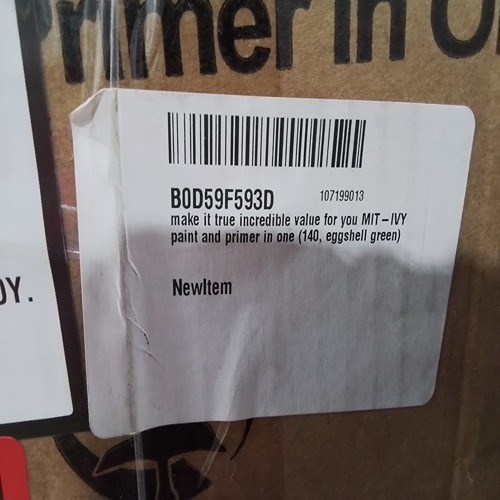 Primer in O
B0D59F593D 107199013
make it true incredible value for you MIT-IVY
paint and primer in one (140, eggshell green)
NewItem
OY.